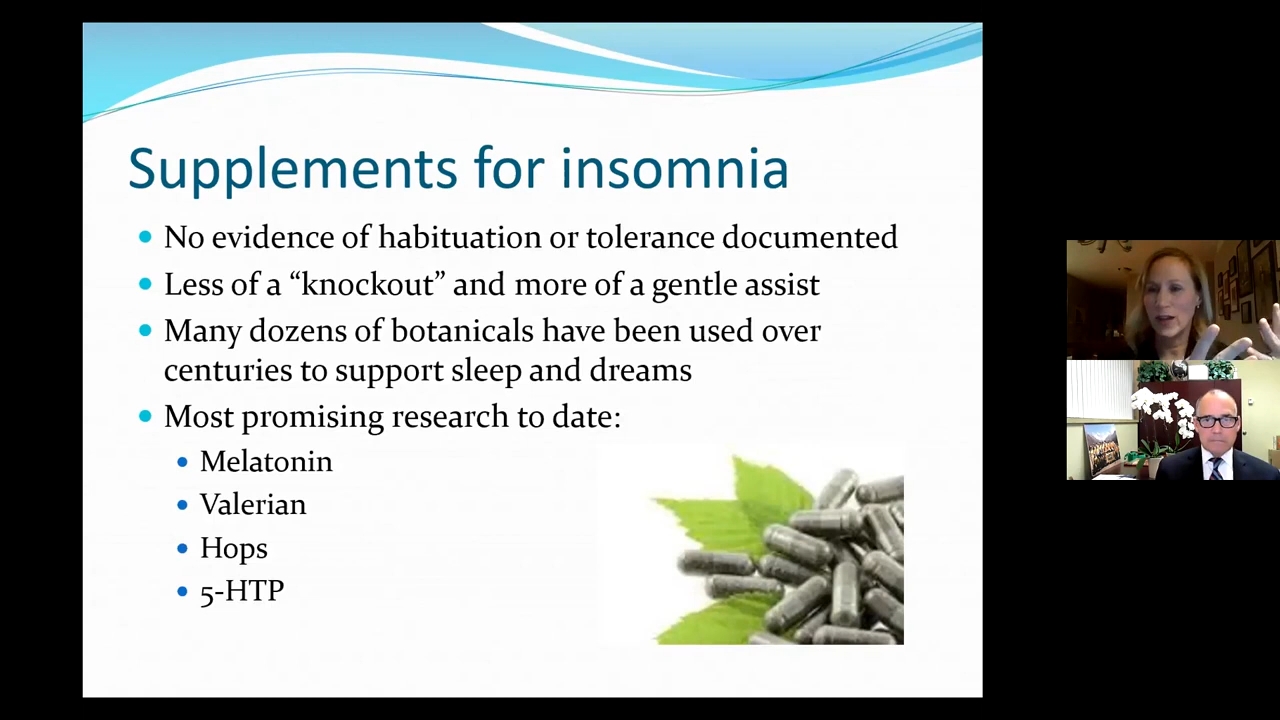 Supplements for insomnia
No evidence of habituation or tolerance documented
Less of a “knockout” and more of a gentle assist
Many dozens of botanicals have been used over
centuries to support sleep and dreams
Most promising research to date:
Melatonin
Valerian
Hops
5-HTP